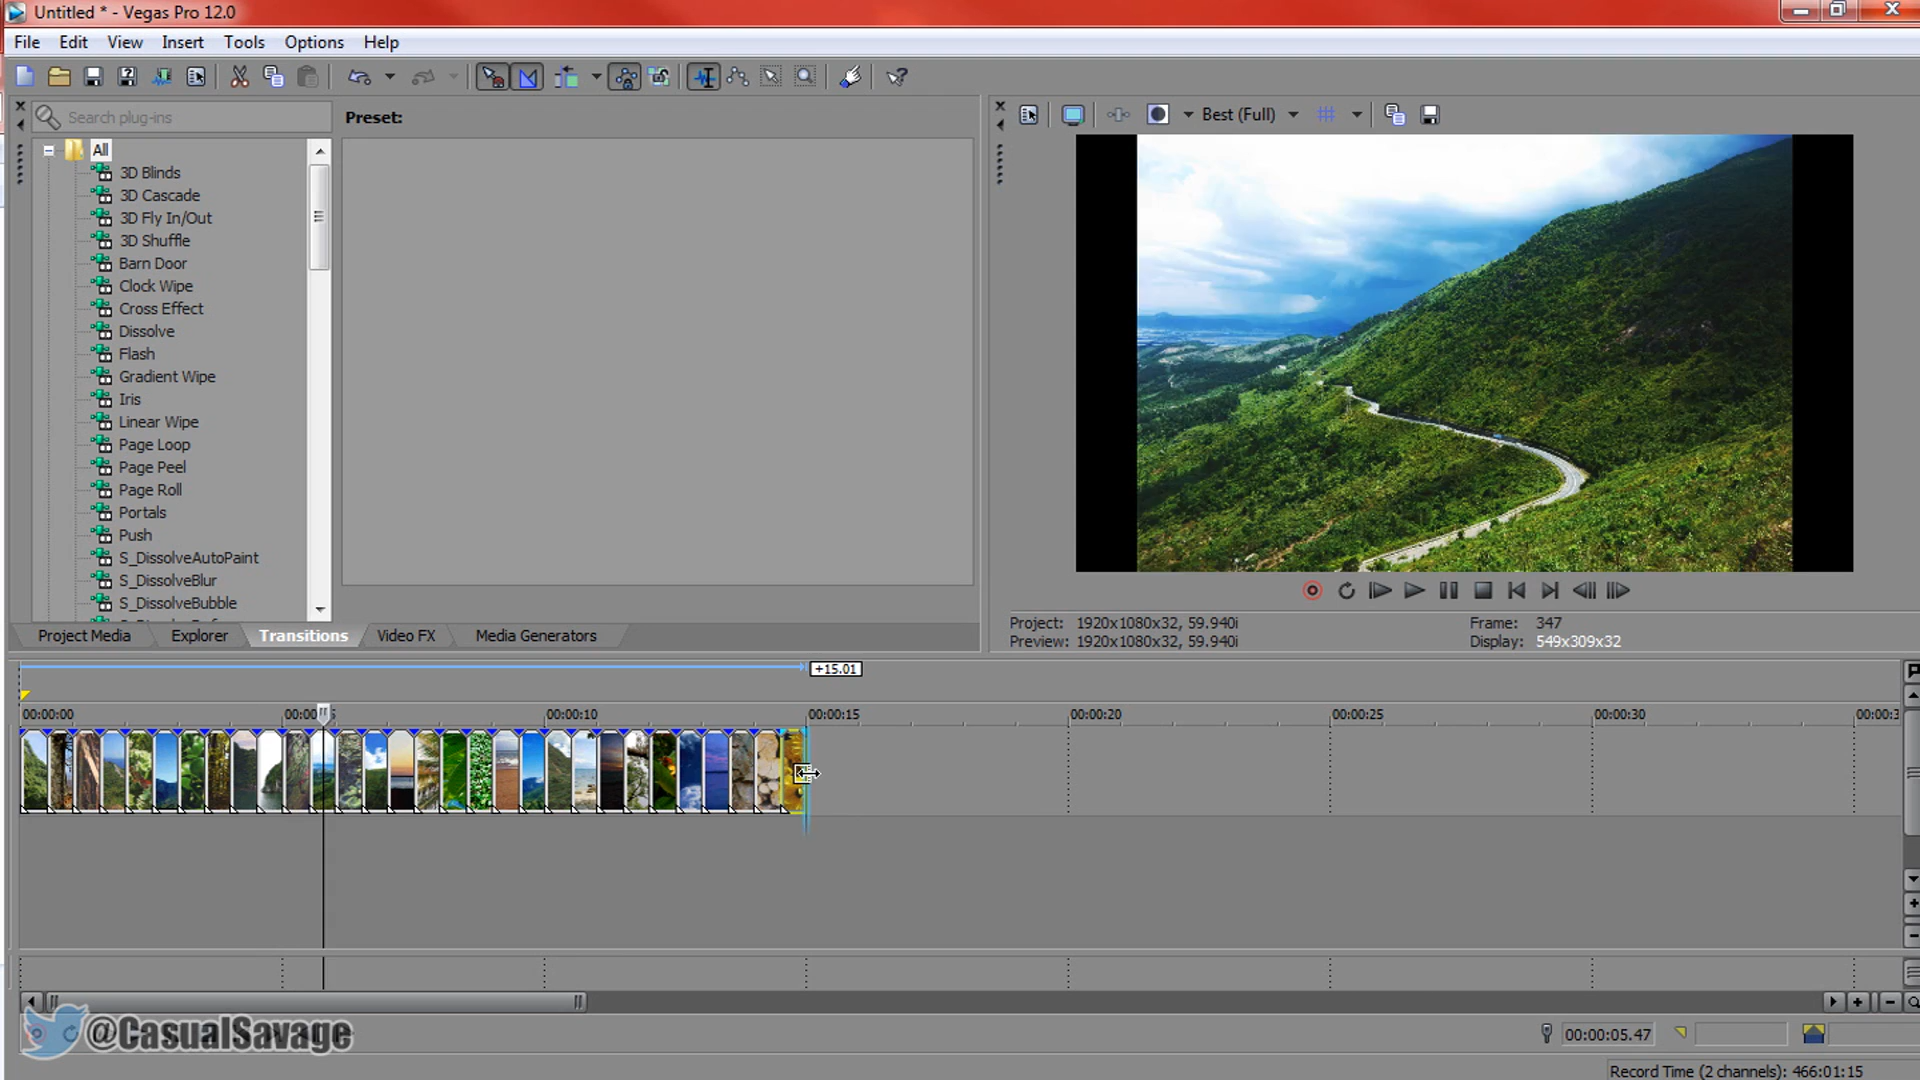 Untitled * - Vegas Pro 12.0
File Edit View Insert Tools Options Help
Search plug-ins
Preset:
Best (Full)
All
3D Blinds
3D Cascade
3D Fly In/Out
3D Shuffle
Barn Door
Clock Wipe
Cross Effect
Dissolve
Flash
Gradient Wipe
Iris
Linear Wipe
Page Loop
Page Peel
Page Roll
Portals
Push
S_DissolveAutoPaint
S_DissolveBlur
S_DissolveBubble
Project Media Explorer Transitions Video FX Media Generators
Project: 1920x1080x32, 59.940i Frame: 347
Preview: 1920x1080x32, 59.940i Display: 549x309x32
+15.01
00:00:00 00:00:10 00:00:15 00:00:20 00:00:25 00:00:30
@CasualSavage
00:00:05.47
Record Time (2 channels): 466:01:15